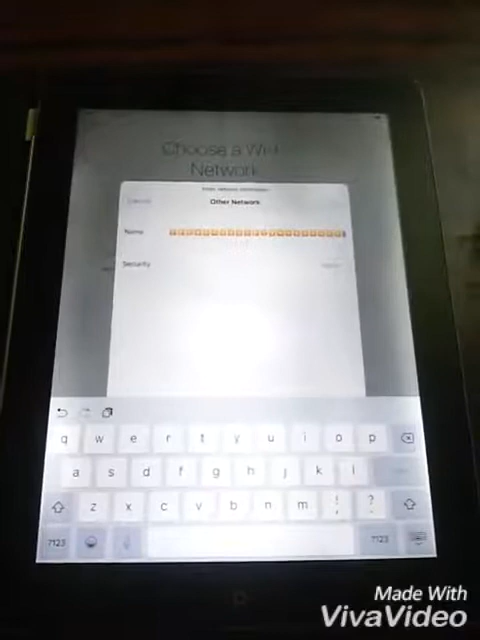 Choose a Wi-Fi
Network
Other Network
Name
Security
q w e r t y u i o p
a s d f g h j k l
z x c v b n m ! , ? .
?123
?123
Made With
VivaVideo